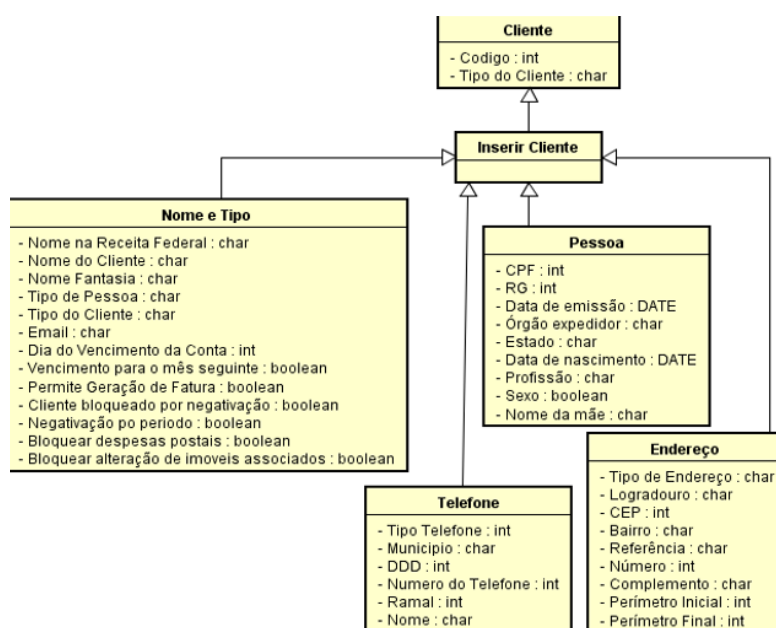 Cliente
- Codigo : int
- Tipo do Cliente : char
Inserir Cliente
Nome e Tipo
- Nome na Receita Federal : char
- Nome do Cliente : char
- Nome Fantasia : char
- Tipo de Pessoa : char
- Tipo do Cliente : char
- Email : char
- Dia do Vencimento da Conta : int
- Vencimento para o mês seguinte : boolean
- Permite Geração de Fatura : boolean
- Cliente bloqueado por negativação : boolean
- Negativação po periodo : boolean
- Bloquear despesas postais : boolean
- Bloquear alteração de imoveis associados : boolean
Pessoa
- CPF : int
- RG : int
- Data de emissão : DATE
- Órgão expedidor : char
- Estado : char
- Data de nascimento : DATE
- Profissão : char
- Sexo : boolean
- Nome da mãe : char
Telefone
- Tipo Telefone : int
- Municipio : char
- DDD : int
- Numero do Telefone : int
- Ramal : int
- Nome : char
Endereço
- Tipo de Endereço : char
- Logradouro : char
- CEP : int
- Bairro : char
- Referência : char
- Número : int
- Complemento : char
- Perímetro Inicial : int
- Perímetro Final : int